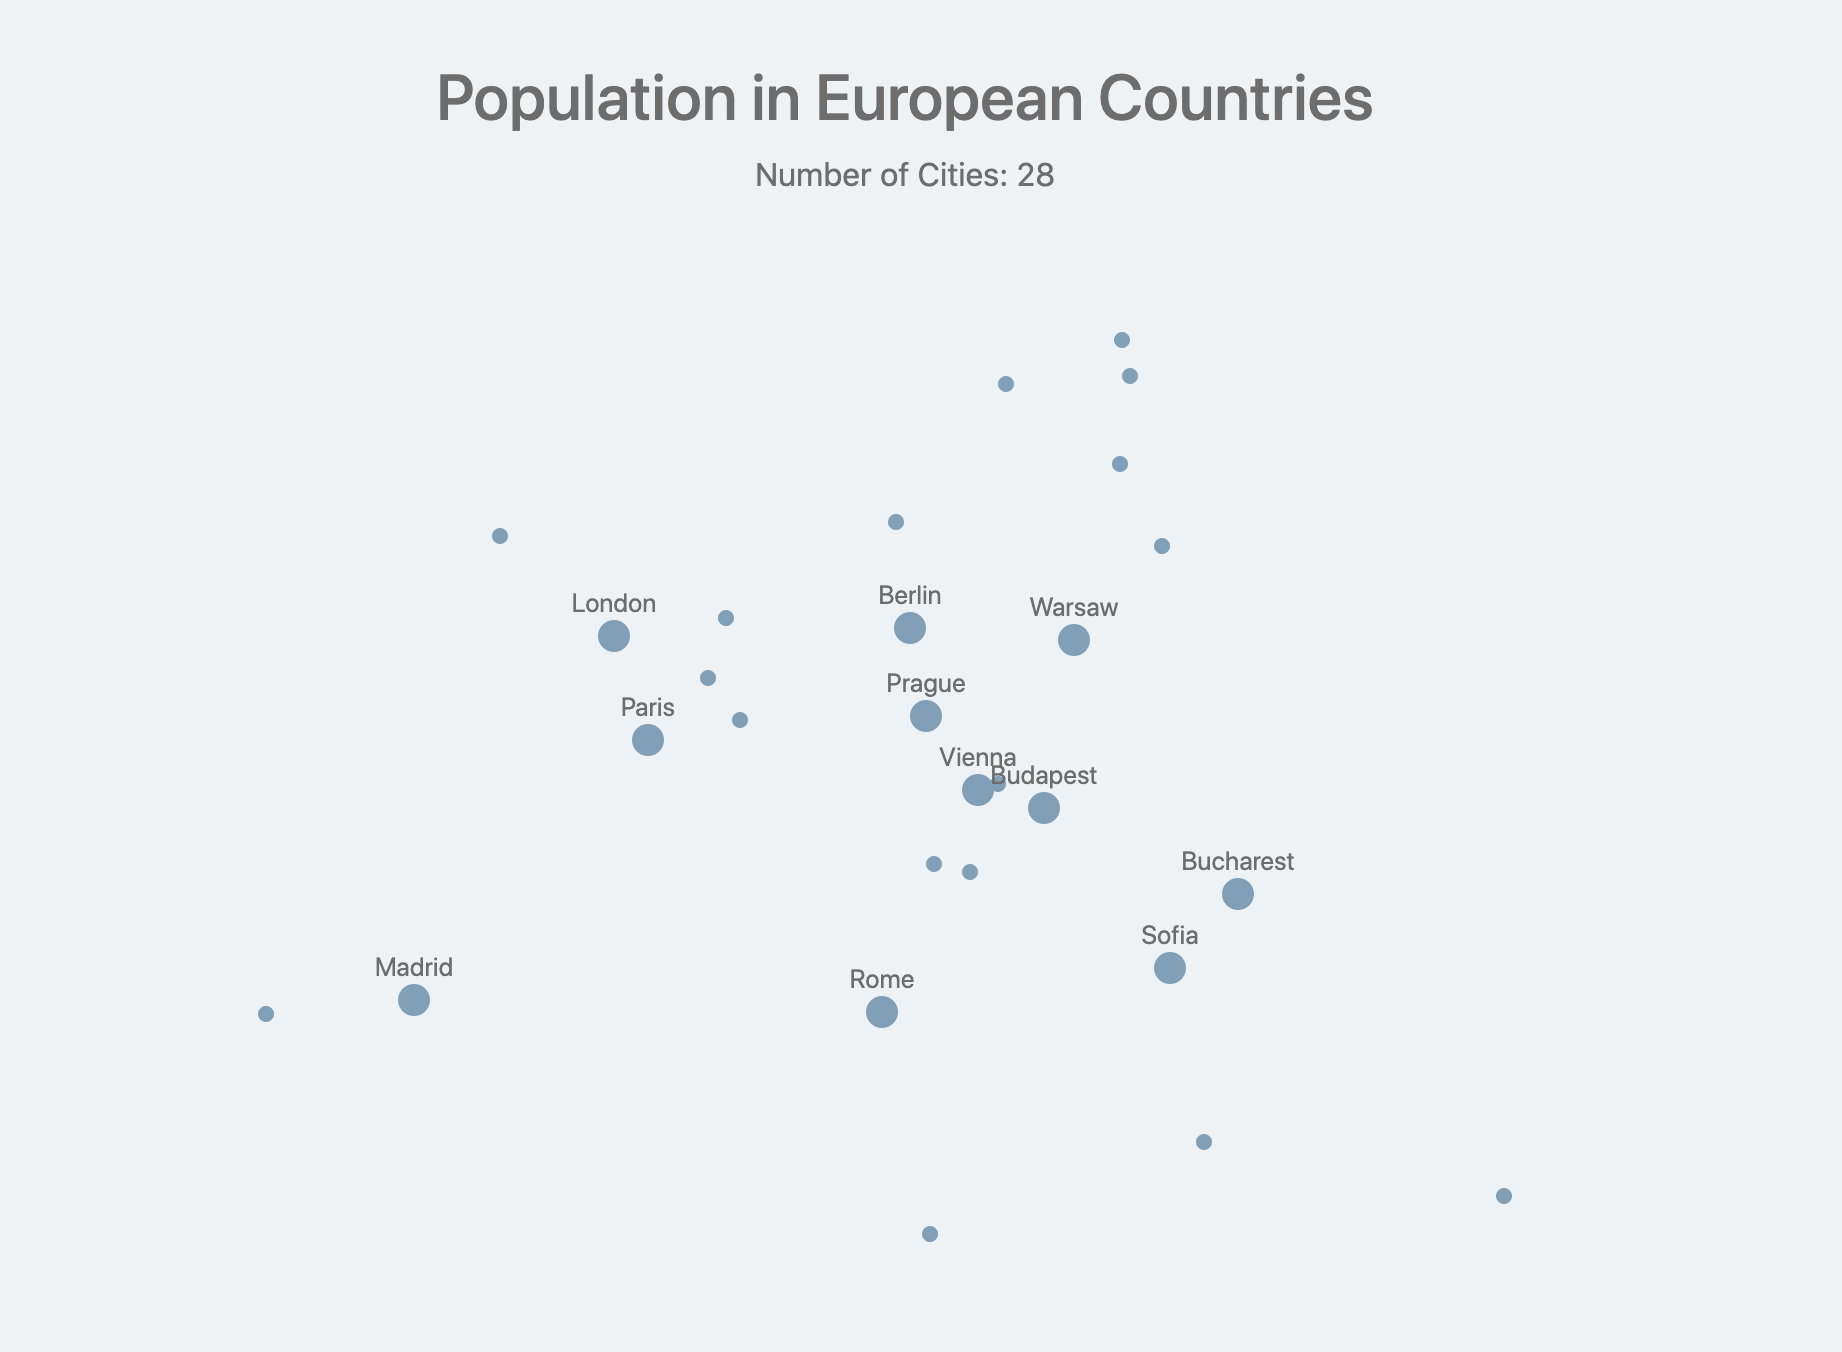 Population in European Countries
Number of Cities: 28
London
Berlin
Warsaw
Paris
Prague
Vienna
Budapest
Bucharest
Sofia
Madrid
Rome